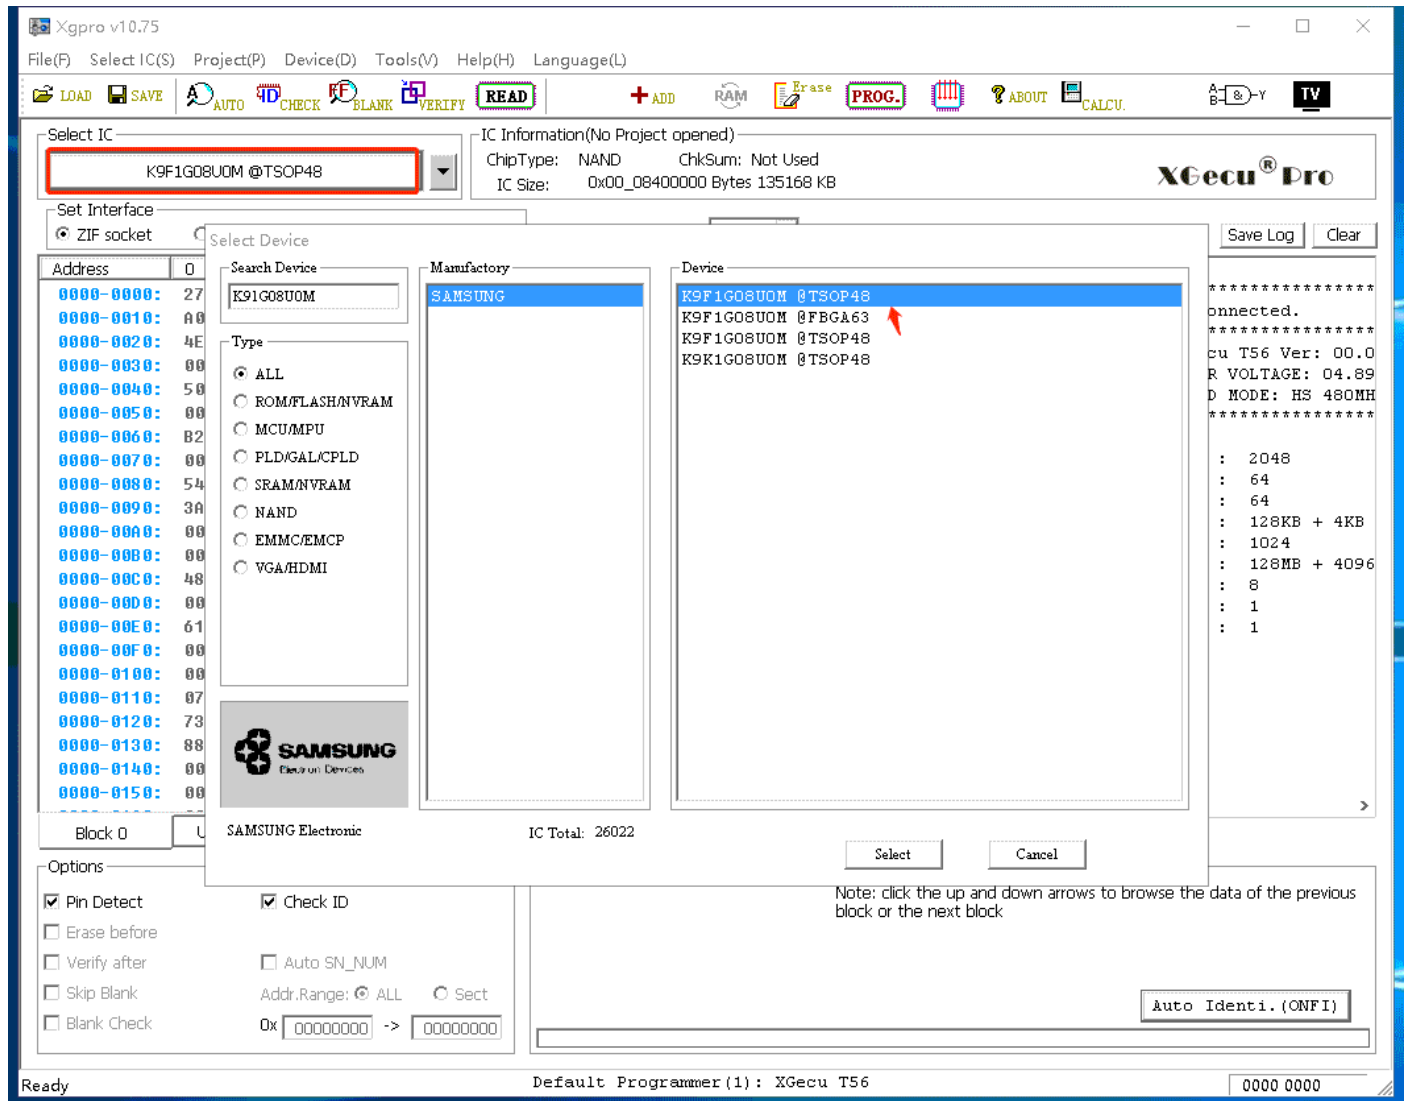 Xgpro v10.75
File(F) Select IC(S) Project(P) Device(D) Tools(V) Help(H) Language(L)
LOAD SAVE AUTO CHECK BLANK VERIFY READ ADD RAM Erase PROG. ABOUT CALCU. TV
Select IC
K9F1G08U0M @TSOP48
IC Information(No Project opened)
ChipType: NAND ChkSum: Not Used
IC Size: 0x00_08400000 Bytes 135168 KB
XGecu® Pro
Set Interface
ZIF socket
Save Log Clear
Address 0
0000-0000: 27
0000-0010: A0
0000-0020: 4E
0000-0030: 00
0000-0040: 50
0000-0050: 00
0000-0060: B2
0000-0070: 00
0000-0080: 54
0000-0090: 3A
0000-00A0: 00
0000-00B0: 00
0000-00C0: 48
0000-00D0: 00
0000-00E0: 61
0000-00F0: 00
0000-0100: 00
0000-0110: 07
0000-0120: 73
0000-0130: 88
0000-0140: 00
0000-0150: 00
Select Device
Search Device
K91G08U0M
Type
ALL
ROM/FLASH/NVRAM
MCU/MPU
PLD/GAL/CPLD
SRAM/NVRAM
NAND
EMMC/EMCP
VGA/HDMI
SAMSUNG
Electron Devices
SAMSUNG Electronic
Manufactory
SAMSUNG
Device
K9F1G08U0M @TSOP48
K9F1G08U0M @FBGA63
K9F1G08U0M @TSOP48
K9K1G08U0M @TSOP48
IC Total: 26022
Select Cancel
****************
onnected.
****************
cu T56 Ver: 00.0
R VOLTAGE: 04.89
D MODE: HS 480MH
****************
: 2048
: 64
: 64
: 128KB + 4KB
: 1024
: 128MB + 4096
: 8
: 1
: 1
Block 0
Options
Pin Detect Check ID
Erase before
Verify after Auto SN_NUM
Skip Blank Addr.Range: ALL Sect
Blank Check 0x 00000000 -> 00000000
Note: click the up and down arrows to browse the data of the previous
block or the next block
Auto Identi.(ONFI)
Ready Default Programmer(1): XGecu T56 0000 0000